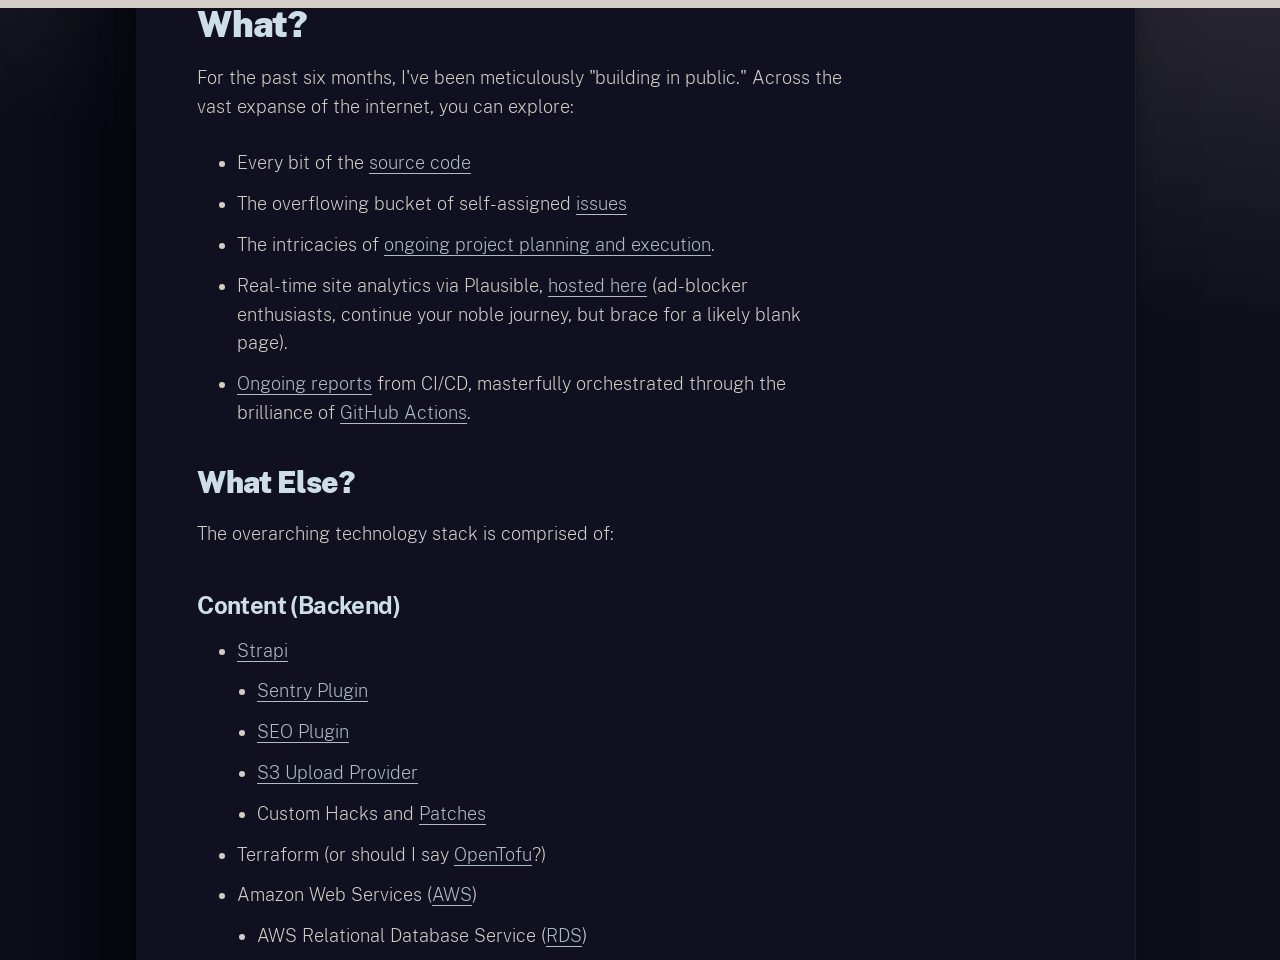 What?
For the past six months, I've been meticulously "building in public." Across the
vast expanse of the internet, you can explore:
Every bit of the source code
The overflowing bucket of self-assigned issues
The intricacies of ongoing project planning and execution.
Real-time site analytics via Plausible, hosted here (ad-blocker
enthusiasts, continue your noble journey, but brace for a likely blank
page).
Ongoing reports from CI/CD, masterfully orchestrated through the
brilliance of GitHub Actions.
What Else?
The overarching technology stack is comprised of:
Content (Backend)
Strapi
Sentry Plugin
SEO Plugin
S3 Upload Provider
Custom Hacks and Patches
Terraform (or should I say OpenTofu?)
Amazon Web Services (AWS)
AWS Relational Database Service (RDS)